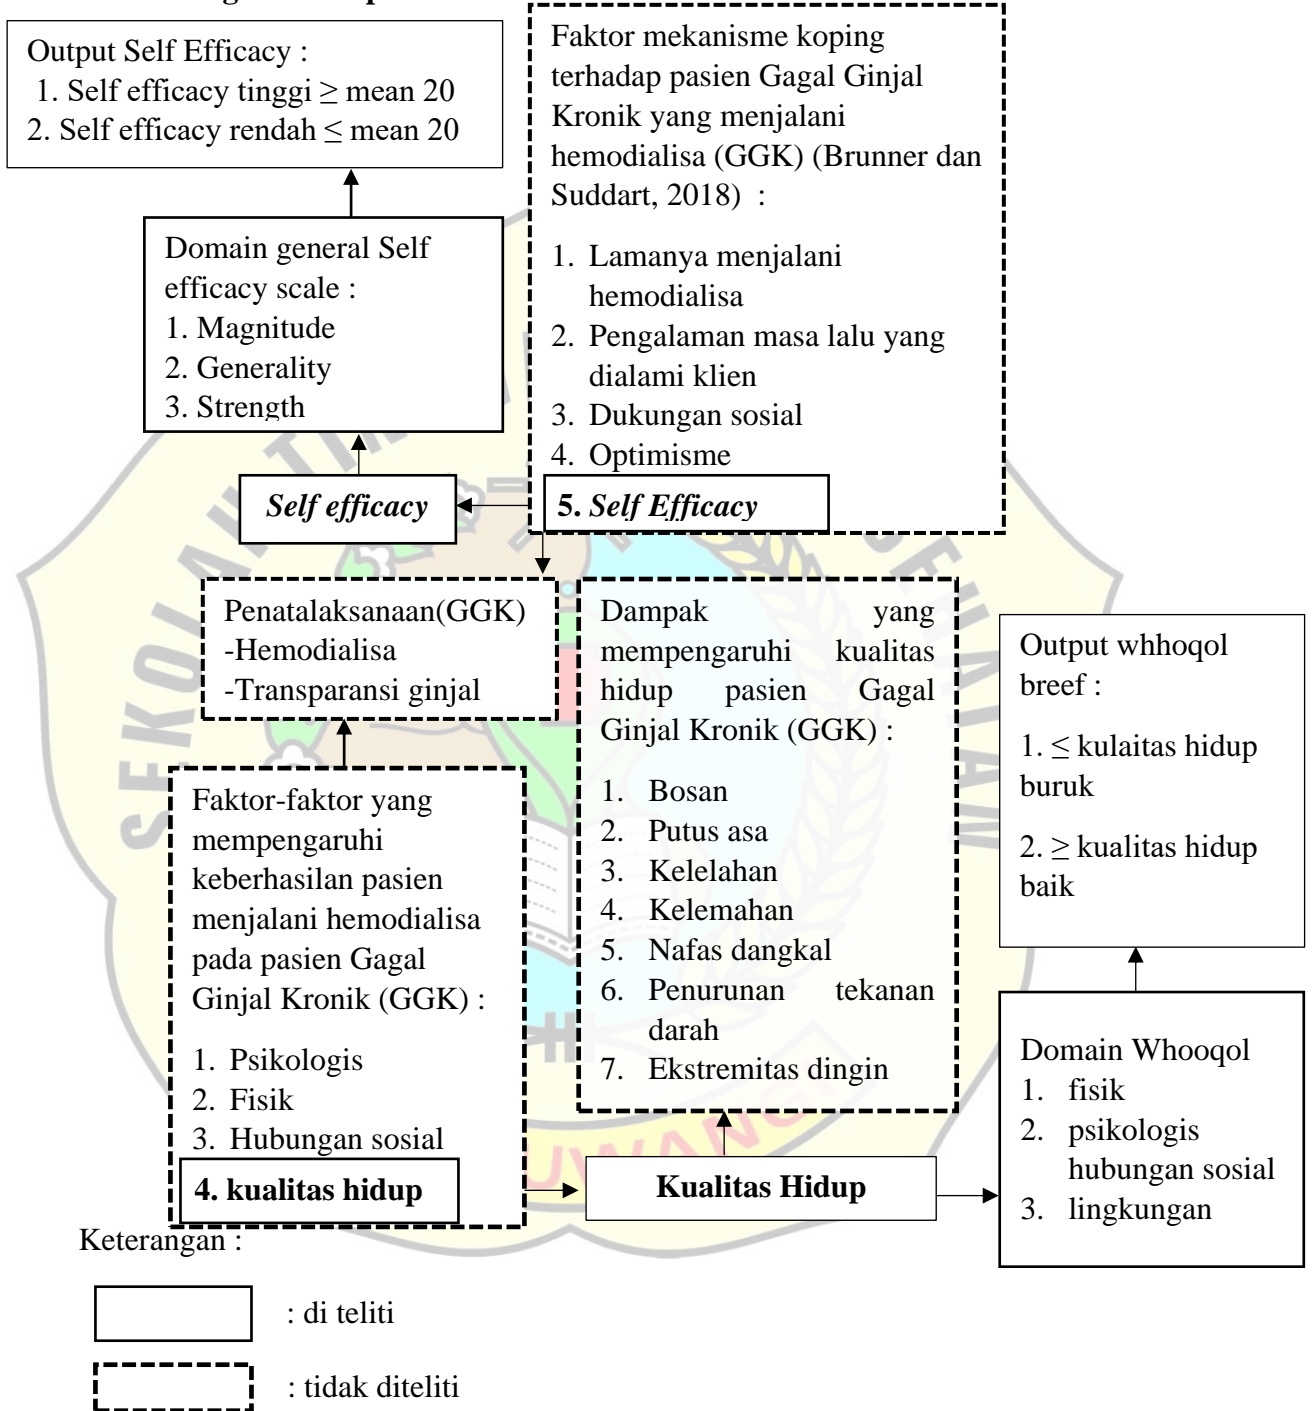 Output Self Efficacy :
1. Self efficacy tinggi ≥ mean 20
2. Self efficacy rendah ≤ mean 20
Faktor mekanisme koping
terhadap pasien Gagal Ginjal
Kronik yang menjalani
hemodialisa (GGK) (Brunner dan
Suddart, 2018) :
1. Lamanya menjalani
hemodialisa
2. Pengalaman masa lalu yang
dialami klien
3. Dukungan sosial
4. Optimisme
5. Self Efficacy
Domain general Self
efficacy scale :
1. Magnitude
2. Generality
3. Strength
Self efficacy
Penatalaksanaan(GGK)
-Hemodialisa
-Transparansi ginjal
Dampak yang
mempengaruhi kualitas
hidup pasien Gagal
Ginjal Kronik (GGK) :
1. Bosan
2. Putus asa
3. Kelelahan
4. Kelemahan
5. Nafas dangkal
6. Penurunan tekanan
darah
7. Ekstremitas dingin
Output whhoqol
breef :
1. ≤ kulaitas hidup
buruk
2. ≥ kualitas hidup
baik
Faktor-faktor yang
mempengaruhi
keberhasilan pasien
menjalani hemodialisa
pada pasien Gagal
Ginjal Kronik (GGK) :
1. Psikologis
2. Fisik
3. Hubungan sosial
4. kualitas hidup
Kualitas Hidup
Domain Whooqol
1. fisik
2. psikologis
hubungan sosial
3. lingkungan
Keterangan :
: di teliti
: tidak diteliti